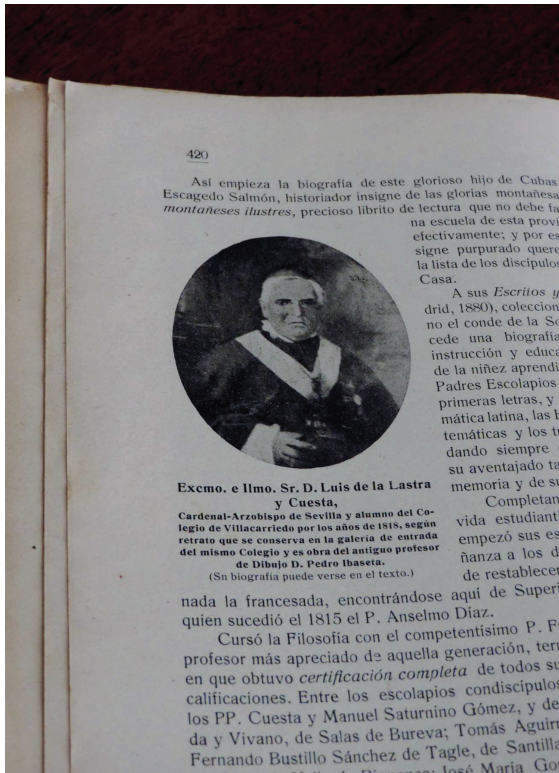 420
Así empieza la biografía de este glorioso hijo de Cubas,
Escagedo Salmón, historiador insigne de las glorias montañesa
montañeses ilustres, precioso librito de lectura que no debe fa
na escuela de esta provi
efectivamente; y por es
signe purpurado quere
la lista de los discípulos
Casa.
A sus Escritos y
drid, 1880), coleccion
no el conde de la Se
cede una biografía
instrucción y educa
de la niñez aprendi
Padres Escolapios
primeras letras, y
mática latina, las
temáticas y los
dando siempre
su aventajado ta
memoria y de su
Excmo. e Ilmo. Sr. D. Luis de la Lastra
y Cuesta,
Cardenal-Arzobispo de Sevilla y alumno del Co-
legio de Villacarriedo por los años de 1818, según
retrato que se conserva en la galería de entrada
del mismo Colegio y es obra del antiguo profesor
de Dibujo D. Pedro Ibaseta.
(Sn biografía puede verse en el texto.)
Completan
vida estudiant
empezó sus es
ñanza a los d
de restablecer
nada la francesada, encontrándose aquí de Superi
quien sucedió el 1815 el P. Anselmo Díaz.
Cursó la Filosofía con el competentísimo P. F
profesor más apreciado de aquella generación, ter
en que obtuvo certificación completa de todos su
calificaciones. Entre los escolapios condiscípulos
los PP. Cuesta y Manuel Saturnino Gómez, y de
da y Vivano, de Salas de Bureva; Tomás Aguirr
Fernando Bustillo Sánchez de Tagle, de Santilla
José María Go